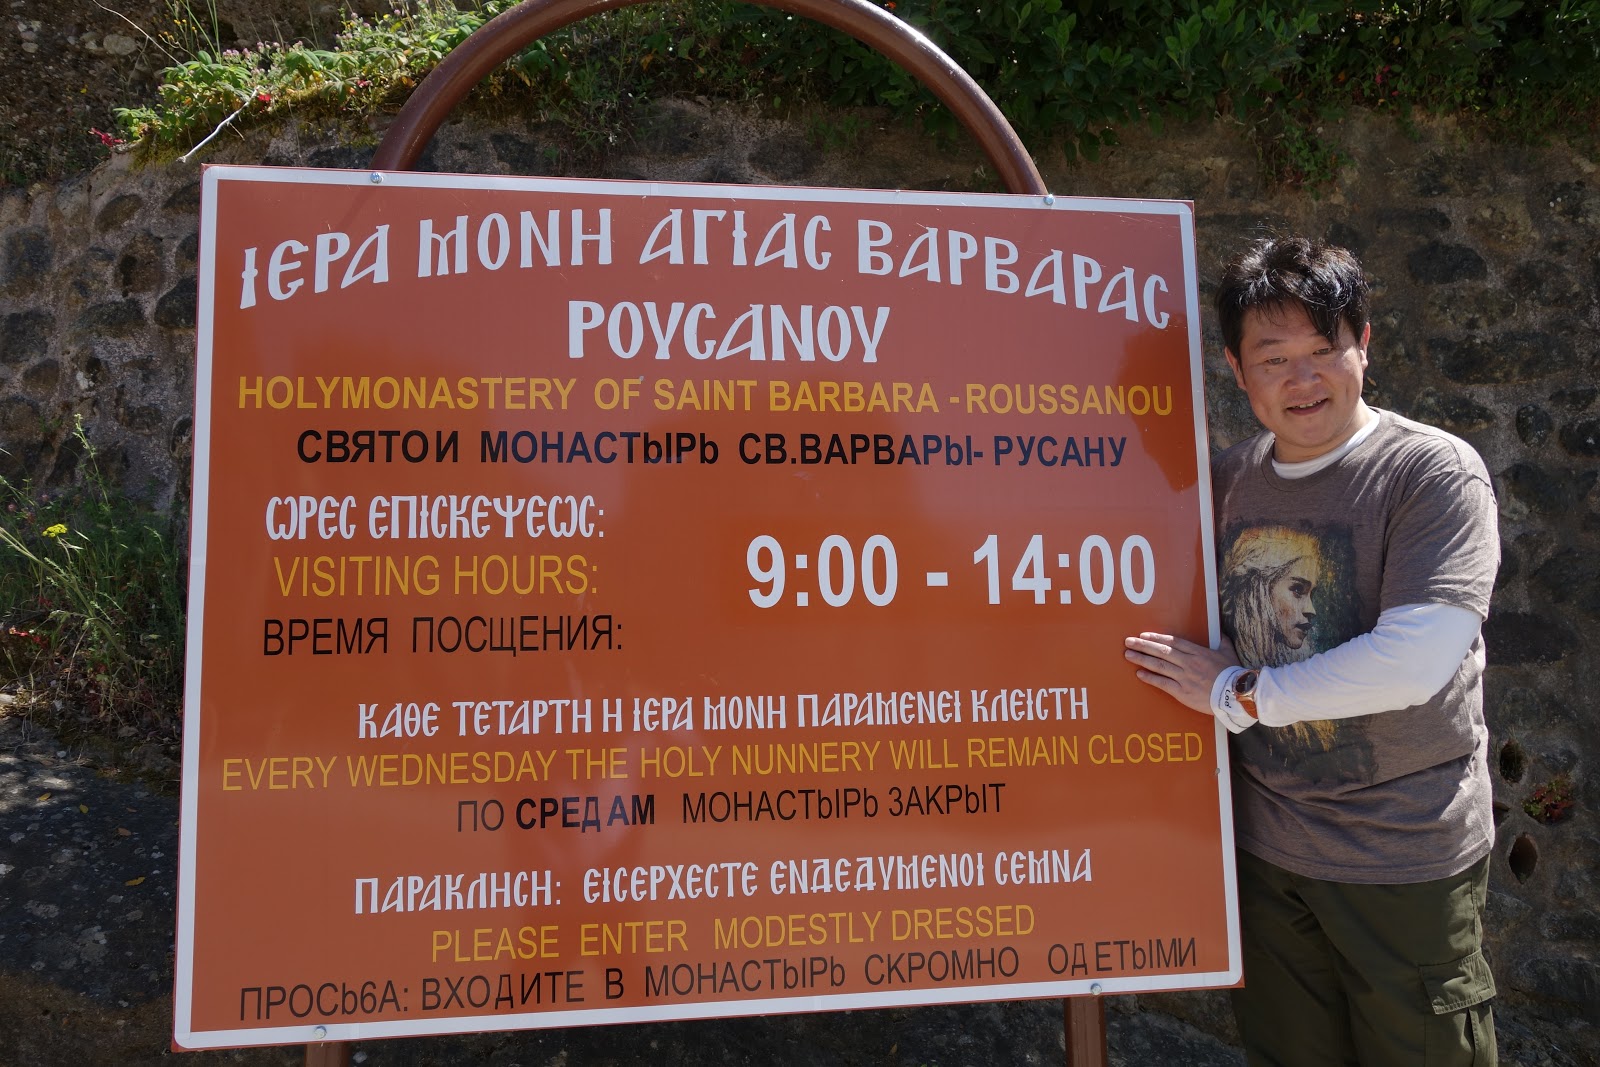 ΙΕΡΑ ΜΟΝΗ ΑΓΙΑΣ ΒΑΡΒΑΡΑΣ
ΡΟΥΣΑΝΟΥ
HOLYMONASTERY OF SAINT BARBARA - ROUSSANOU
СВЯТОИ МОНАСТЫРЬ СВ.ВАРВАРЫ- РУСАНУ
ΩΡΕΣ ΕΠΙΣΚΕΨΕΩΣ:
VISITING HOURS:
ВРЕМЯ ПОСЩЕНИЯ:
9:00 - 14:00
ΚΑΘΕ ΤΕΤΑΡΤΗ Η ΙΕΡΑ ΜΟΝΗ ΠΑΡΑΜΕΝΕΙ ΚΛΕΙΣΤΗ
EVERY WEDNESDAY THE HOLY NUNNERY WILL REMAIN CLOSED
ПО СРЕДАМ МОНАСТЫРЬ ЗАКРЫТ
ΠΑΡΑΚΛΗΣΗ: ΕΙΣΕΡΧΕΣΤΕ ΕΝΔΕΔΥΜΕΝΟΙ ΣΕΜΝΑ
PLEASE ENTER MODESTLY DRESSED
ПРОСЬ6А: ВХОДИТЕ В МОНАСТЫРЬ СКРОМНО ОДЕТЫМИ